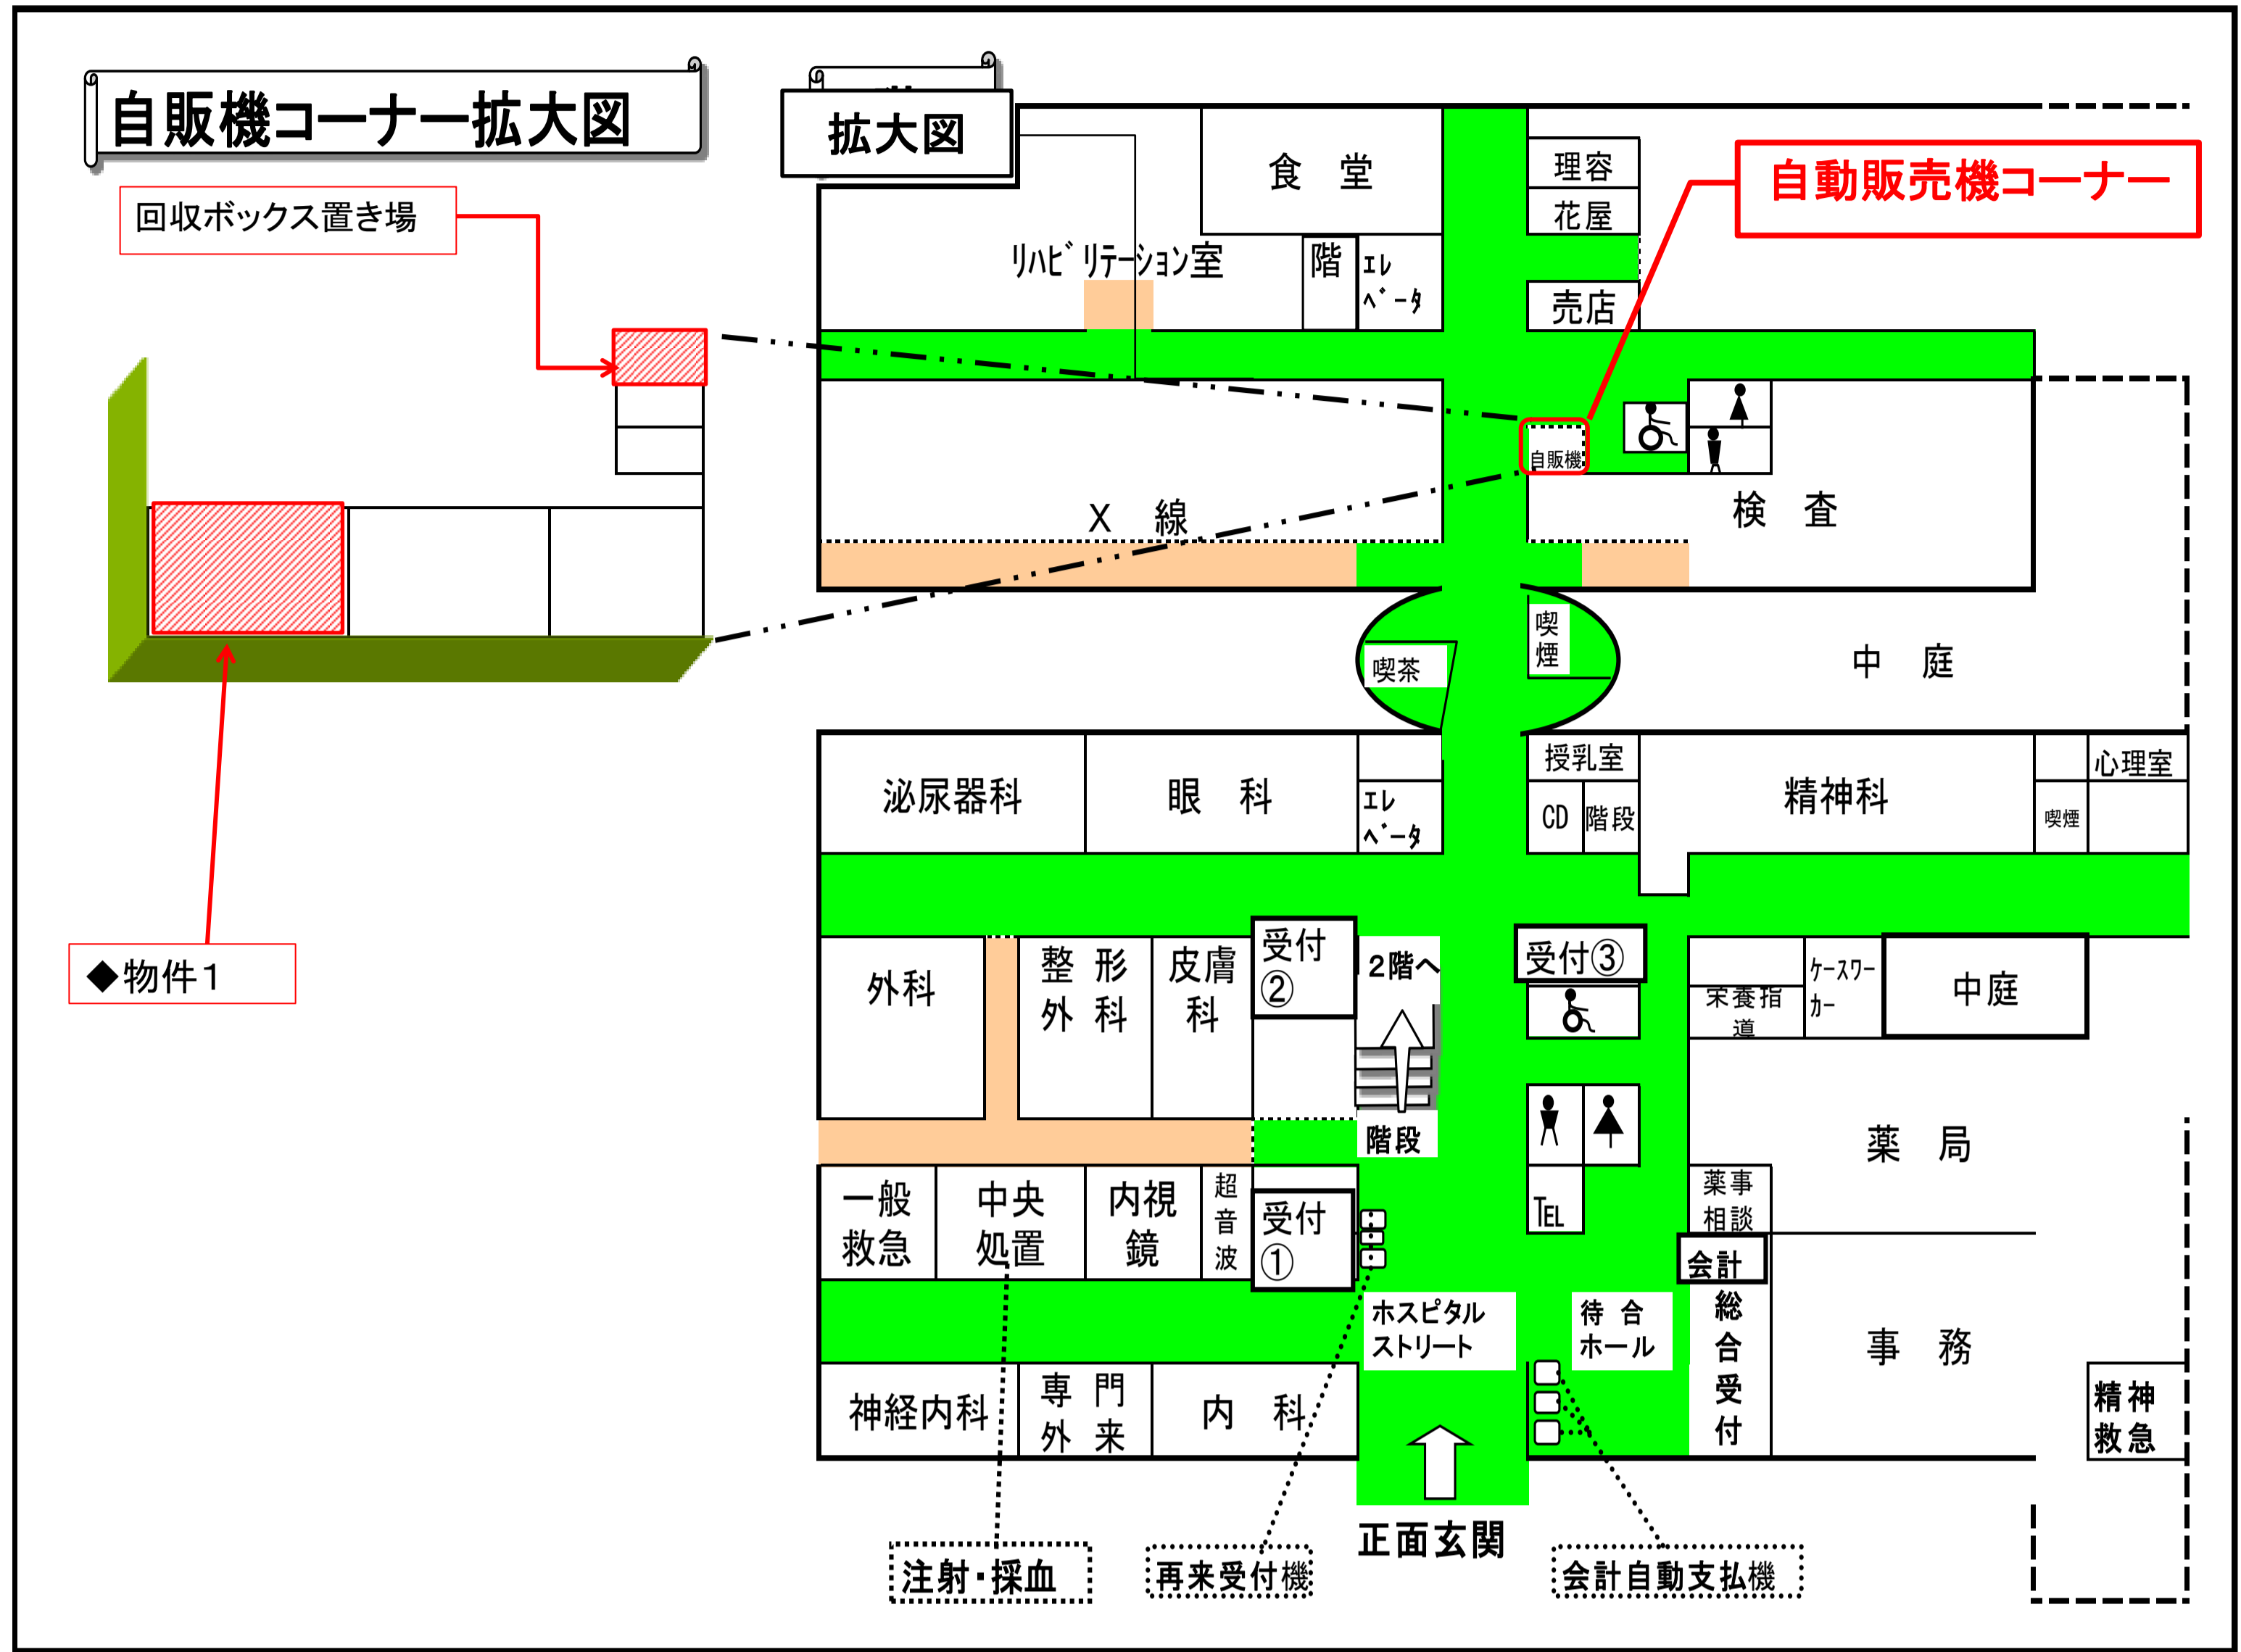 自販機コーナー拡大図
拡大図
回収ボックス置き場
◆物件1
自動販売機コーナー
食 堂
理容
花屋
売店
リハビリテーション室
階
エレ
ベータ
自販機
X 線
検 査
喫茶
喫
煙
中 庭
泌尿器科
眼 科
エレ
ベータ
授乳室
CD
階段
精神科
心理室
喫煙
外科
整 形
外 科
皮膚
科
受付
②
2階へ
階段
受付③
栄養指
道
ケースワー
カー
中庭
薬 局
一般
救急
中央
処置
内視
鏡
超
音
波
受付
①
TEL
薬事
相談
会計
ホスピタル
ストリート
待 合
ホール
総
合
受
付
事 務
神経内科
専 門
外 来
内 科
精神
救急
正面玄関
注射・採血
再来受付機
会計自動支払機